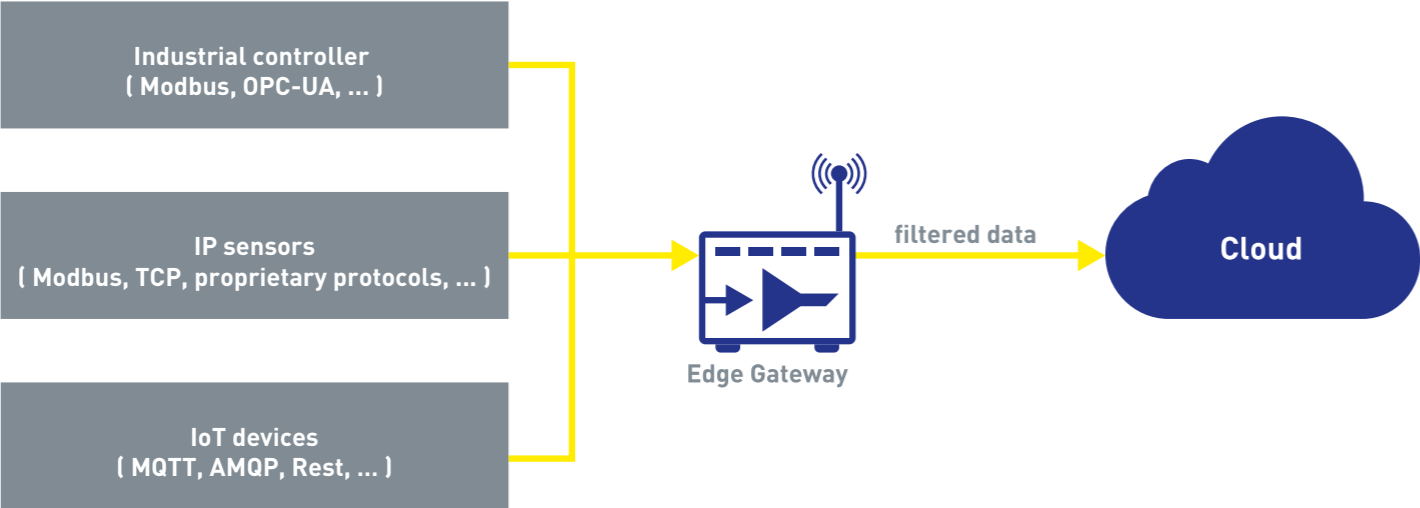 Industrial controller
( Modbus, OPC-UA, ... )
IP sensors
( Modbus, TCP, proprietary protocols, ... )
IoT devices
( MQTT, AMQP, Rest, ... )
Edge Gateway
filtered data
Cloud